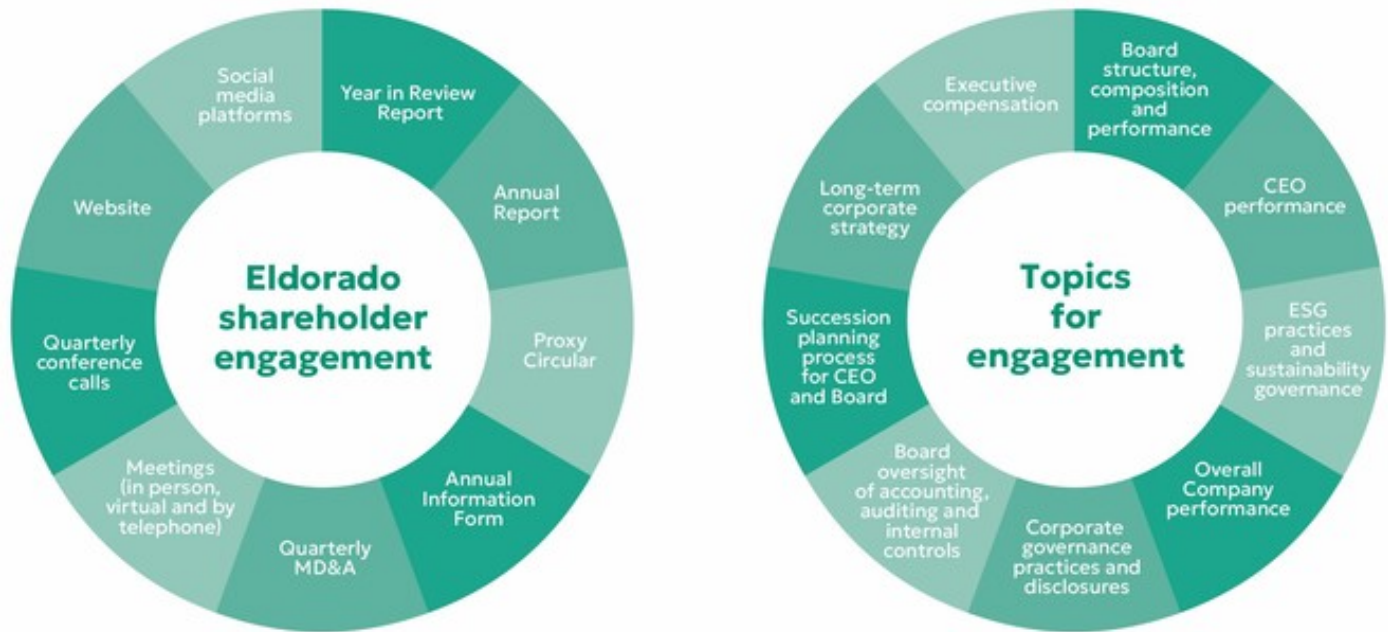 Eldorado
shareholder
engagement
Year in Review
Report
Annual
Report
Proxy
Circular
Annual
Information
Form
Quarterly
MD&A
Meetings
(in person,
virtual and by
telephone)
Quarterly
conference
calls
Website
Social
media
platforms
Topics
for
engagement
Board
structure,
composition
and
performance
CEO
performance
ESG
practices
and
sustainability
governance
Overall
Company
performance
Corporate
governance
practices and
disclosures
Board
oversight
of accounting,
auditing and
internal
controls
Succession
planning
process
for CEO
and Board
Long-term
corporate
strategy
Executive
compensation